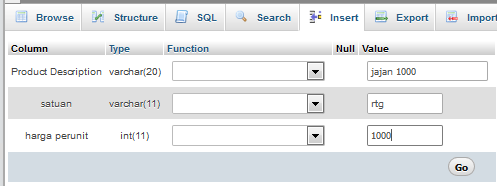 Browse Structure SQL Search Insert Export Import
Column Type Function Null Value
Product Description varchar(20) jajan 1000
satuan varchar(11) rtg
harga perunit int(11) 1000
Go